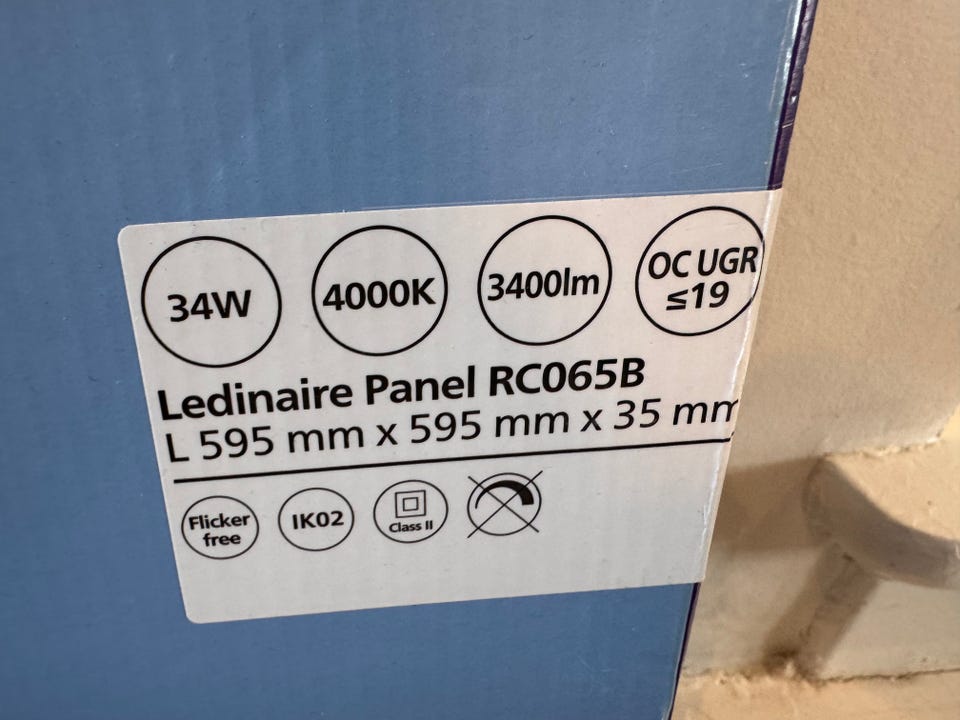 34W 4000K 3400lm OC UGR
≤19
Ledinaire Panel RC065B
L 595 mm x 595 mm x 35 mm
Flicker
free
IK02
Class II